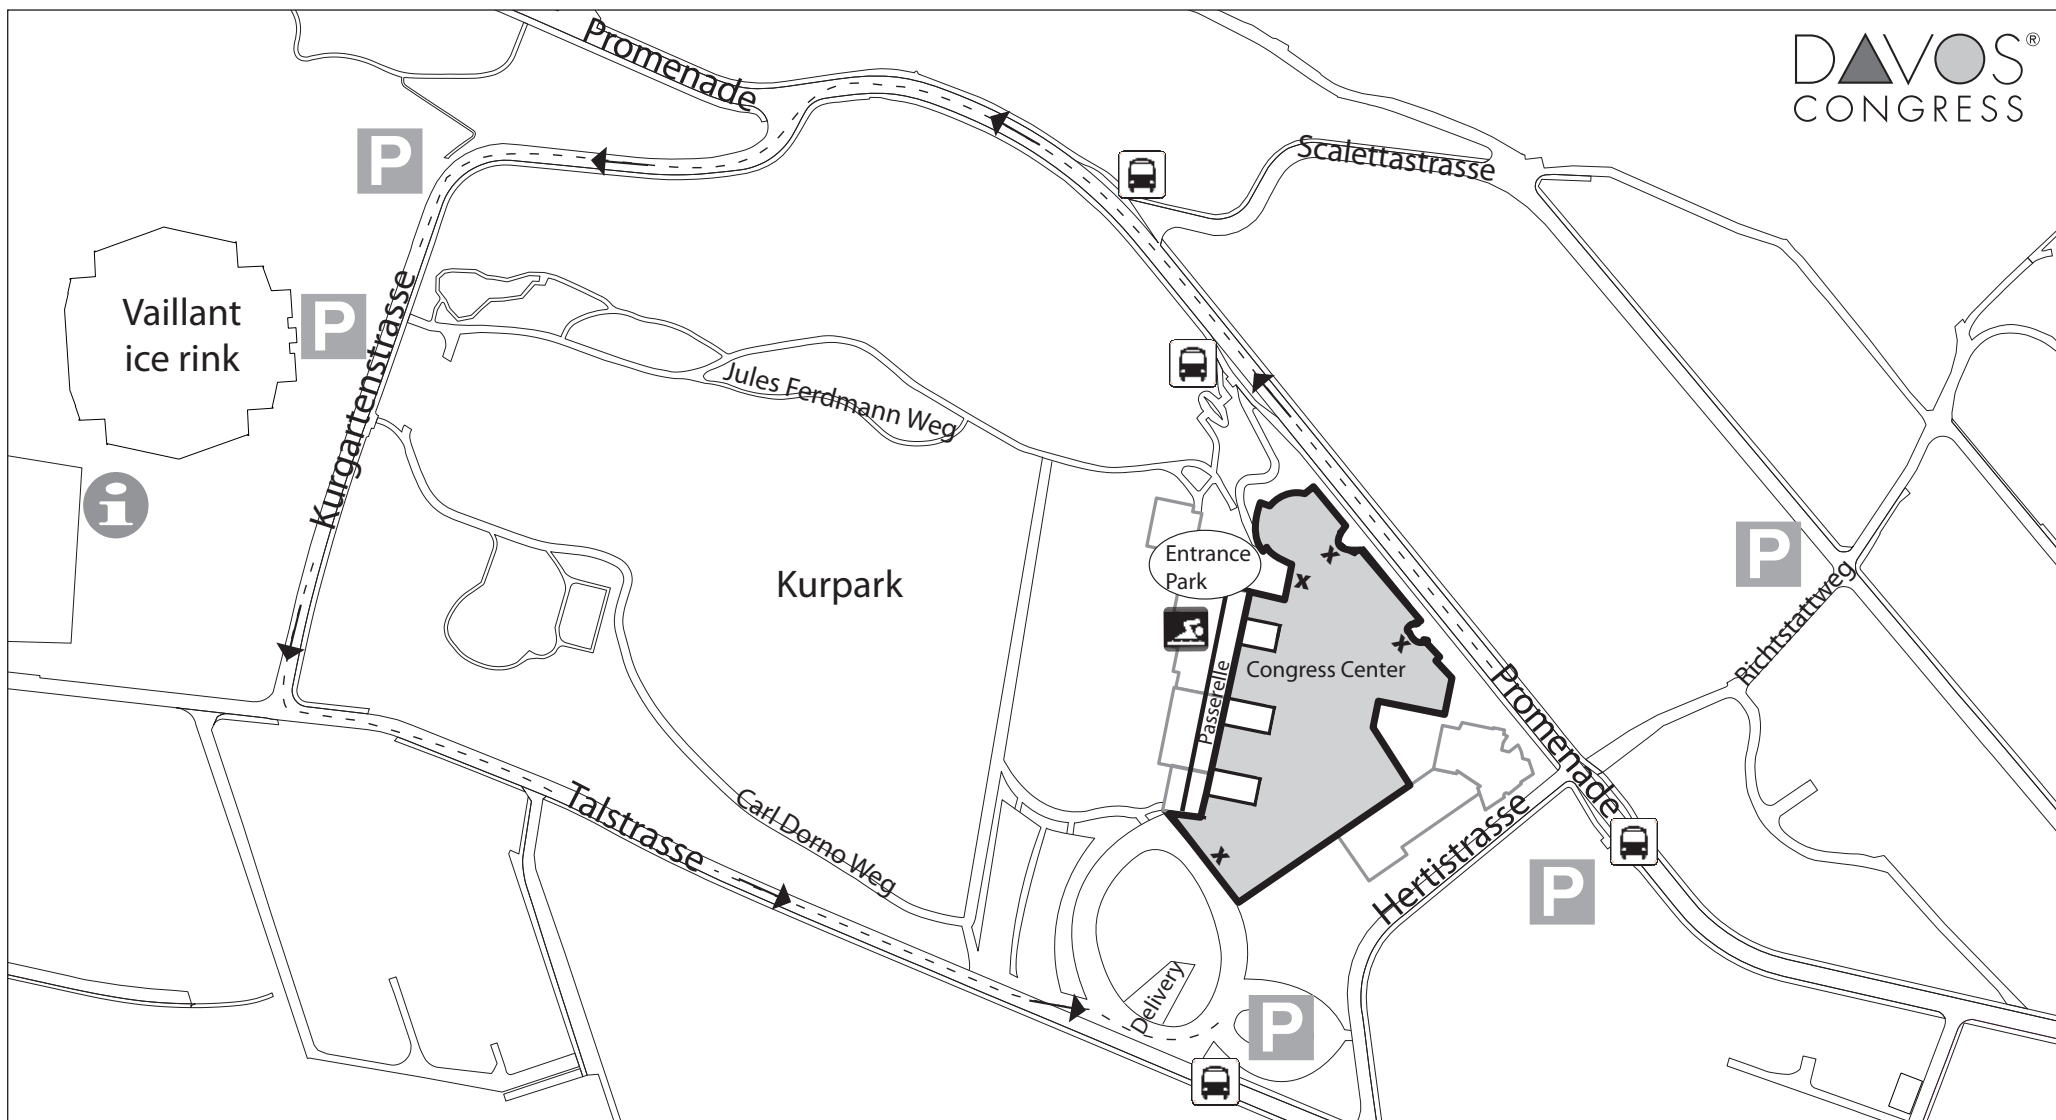 Promenade
DAVOS®
CONGRESS
P
Scalettastrasse
Vaillant
ice rink
P
Kurgartenstrasse
Jules Ferdmann Weg
i
Kurpark
Entrance
Park
x
x
x
P
Richtstattweg
Congress Center
Passerelle
Promenade
Talstrasse
Carl Dorno Weg
x
Hertistrasse
P
Delivery
P